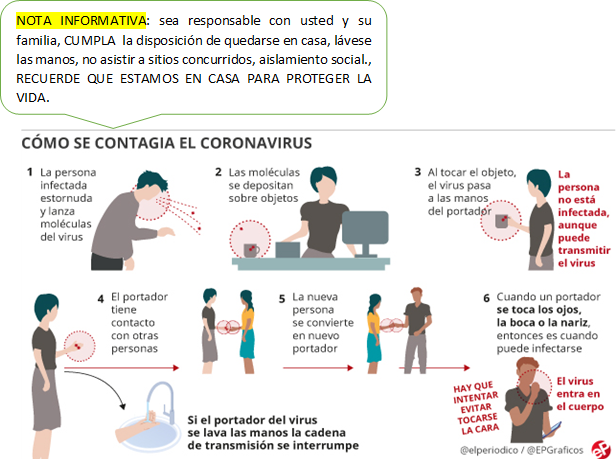 NOTA INFORMATIVA: sea responsable con usted y su
familia, CUMPLA la disposición de quedarse en casa, lávese
las manos, no asistir a sitios concurridos, aislamiento social.,
RECUERDE QUE ESTAMOS EN CASA PARA PROTEGER LA
VIDA.
CÓMO SE CONTAGIA EL CORONAVIRUS
1 La persona
infectada
estornuda
y lanza
moléculas
del virus
2 Las moléculas
se depositan
sobre objetos
3 Al tocar el objeto,
el virus pasa
a las manos
del portador
La
persona
no está
infectada,
aunque
puede
transmitir
el virus
4 El portador
tiene
contacto
con otras
personas
5 La nueva
persona
se convierte
en nuevo
portador
6 Cuando un portador
se toca los ojos,
la boca o la nariz,
entonces es cuando
puede infectarse
Si el portador del virus
se lava las manos la cadena
de transmisión se interrumpe
HAY QUE
INTENTAR
EVITAR
TOCARSE
LA CARA
El virus
entra en
el cuerpo
@elperiodico / @EPGraficos
eP